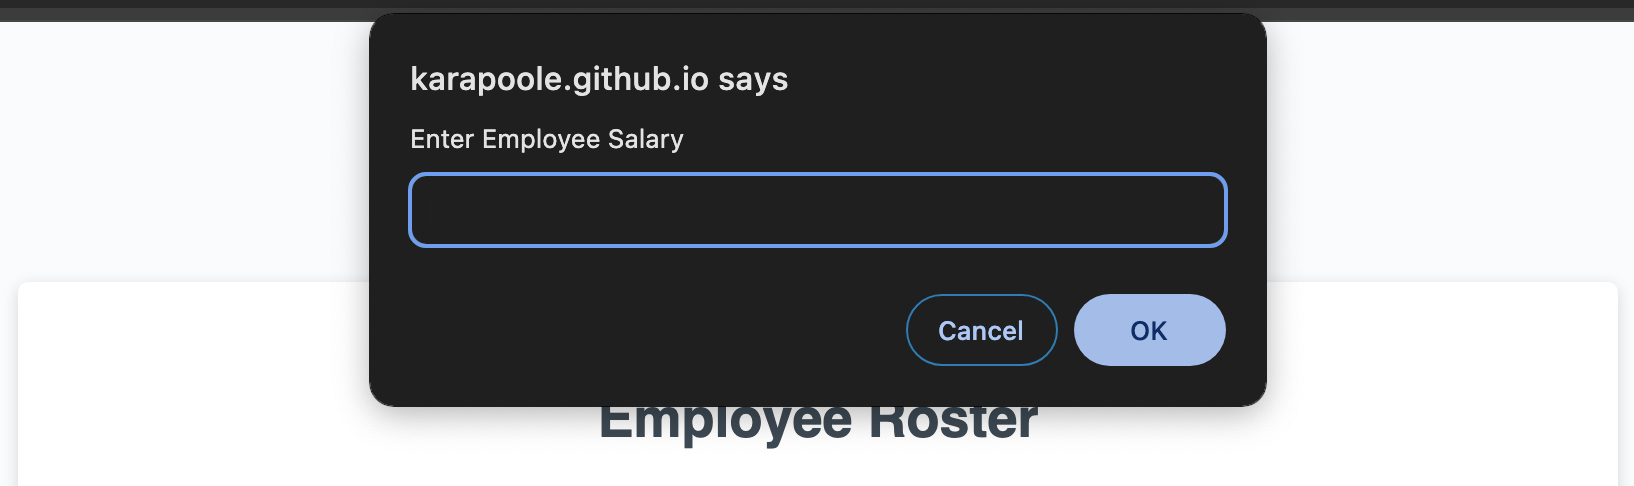 karapoole.github.io says
Enter Employee Salary
Cancel
OK
Employee Roster